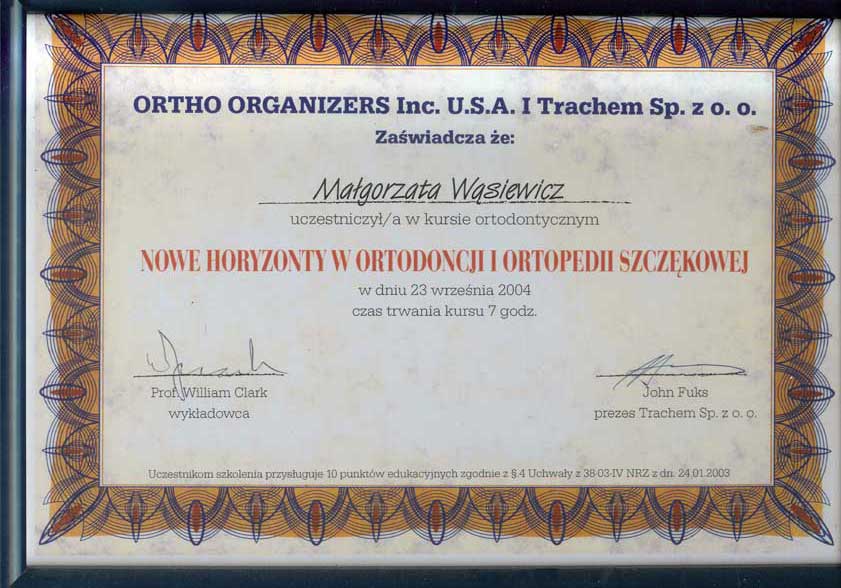 ORTHO ORGANIZERS Inc. U.S.A. I Trachem Sp. z o. o.
Zaświadcza że:
Małgorzata Wąsiewicz
uczestniczył/a w kursie ortodontycznym
NOWE HORYZONTY W ORTODONCJI I ORTOPEDII SZCZĘKOWEJ
w dniu 23 września 2004
czas trwania kursu 7 godz.
Prof. William Clark
wykładowca
John Fuks
prezes Trachem Sp. z o. o.
Uczestnikom szkolenia przysługuje 10 punktów edukacyjnych zgodnie z §.4 Uchwały z 38-03-IV NRZ z dn. 24.01.2003